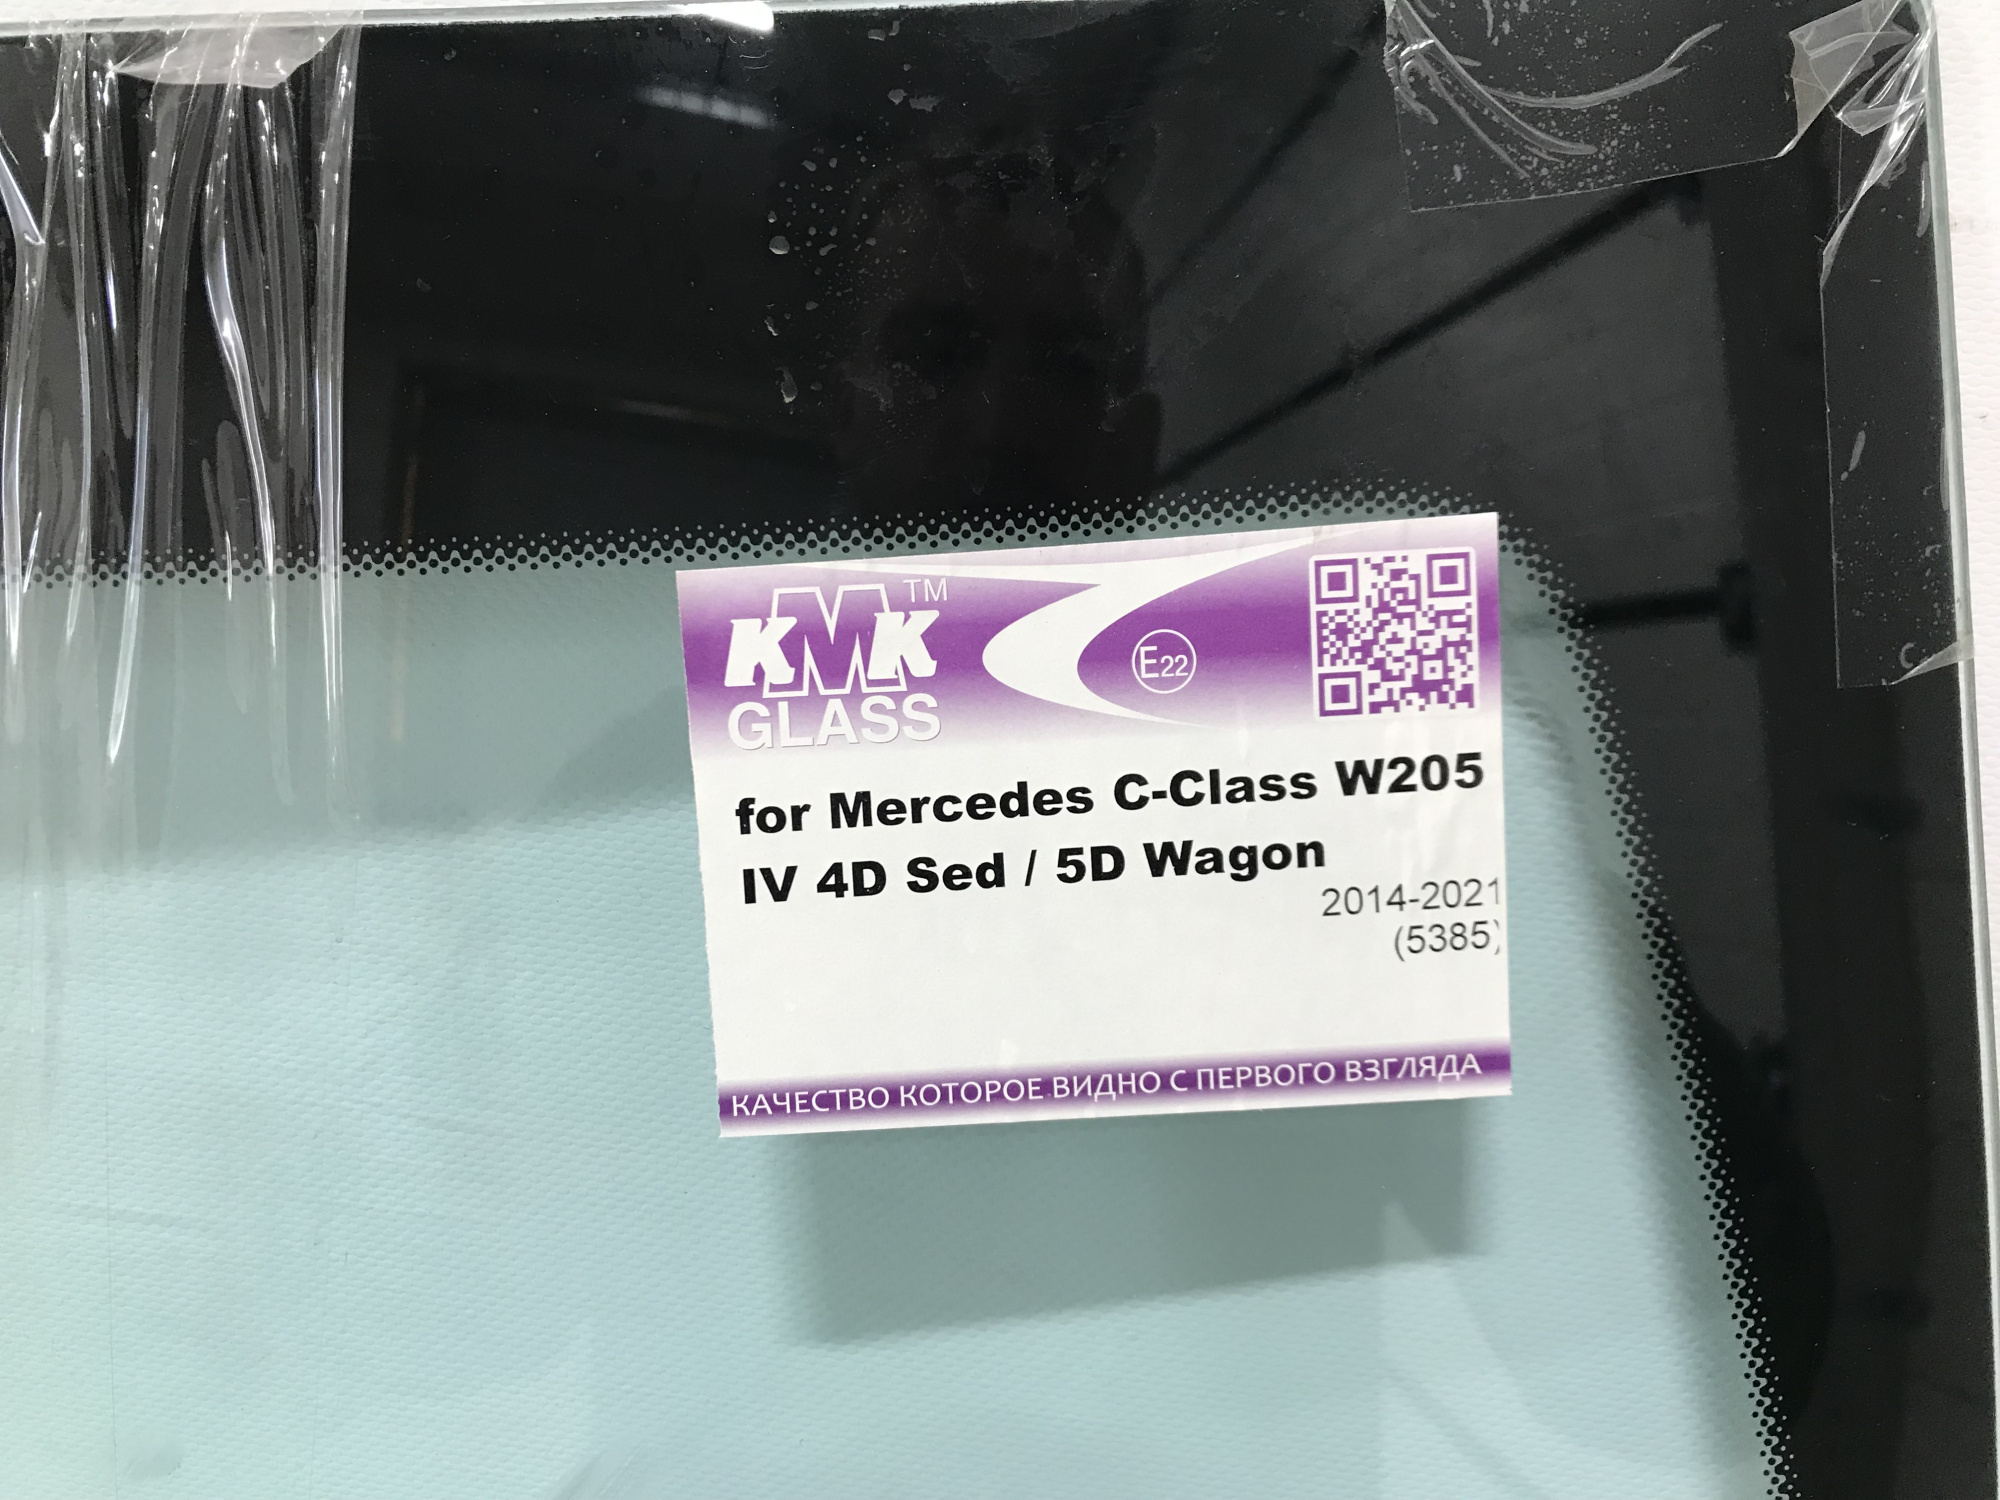 KMK™
GLASS
E22
for Mercedes C-Class W205
IV 4D Sed / 5D Wagon
2014-2021
(5385)
КАЧЕСТВО КОТОРОЕ ВИДНО С ПЕРВОГО ВЗГЛЯДА